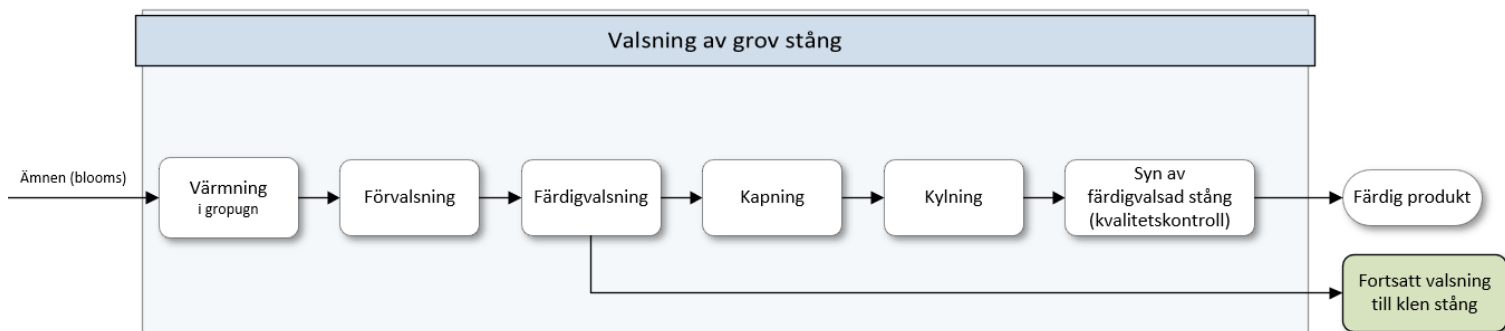 Valsning av grov stång
Ämnen (blooms)
Värmning
i gropugn
Förvalsning
Färdigvalsning
Kapning
Kylning
Syn av
färdigvalsad stång
(kvalitetskontroll)
Färdig produkt
Fortsatt valsning
till klen stång